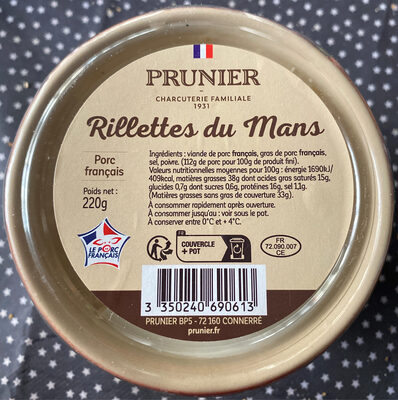 PRUNIER
CHARCUTERIE FAMILIALE
1931
Rillettes du Mans
Porc
français
Poids net :
220g
Ingrédients : viande de porc français, gras de porc français,
sel, poivre. (112g de porc pour 100g de produit fini).
Valeurs nutritionnelles moyennes pour 100g : énergie 1690kJ/
409kcal, matières grasses 38g dont acides gras saturés 15g,
glucides 0,7g dont sucres 0,6g, protéines 16g, sel 1,1g.
(Matières grasses sans gras de couverture 33g).
À consommer rapidement après ouverture.
À consommer jusqu'au : voir sous le pot.
À conserver entre 0°C et + 4°C.
LE PORC
FRANÇAIS
FR
COUVERCLE
+ POT
FR
72.090.007
CE
3 350240 690613
PRUNIER BP5 - 72 160 CONNERRÉ
prunier.fr